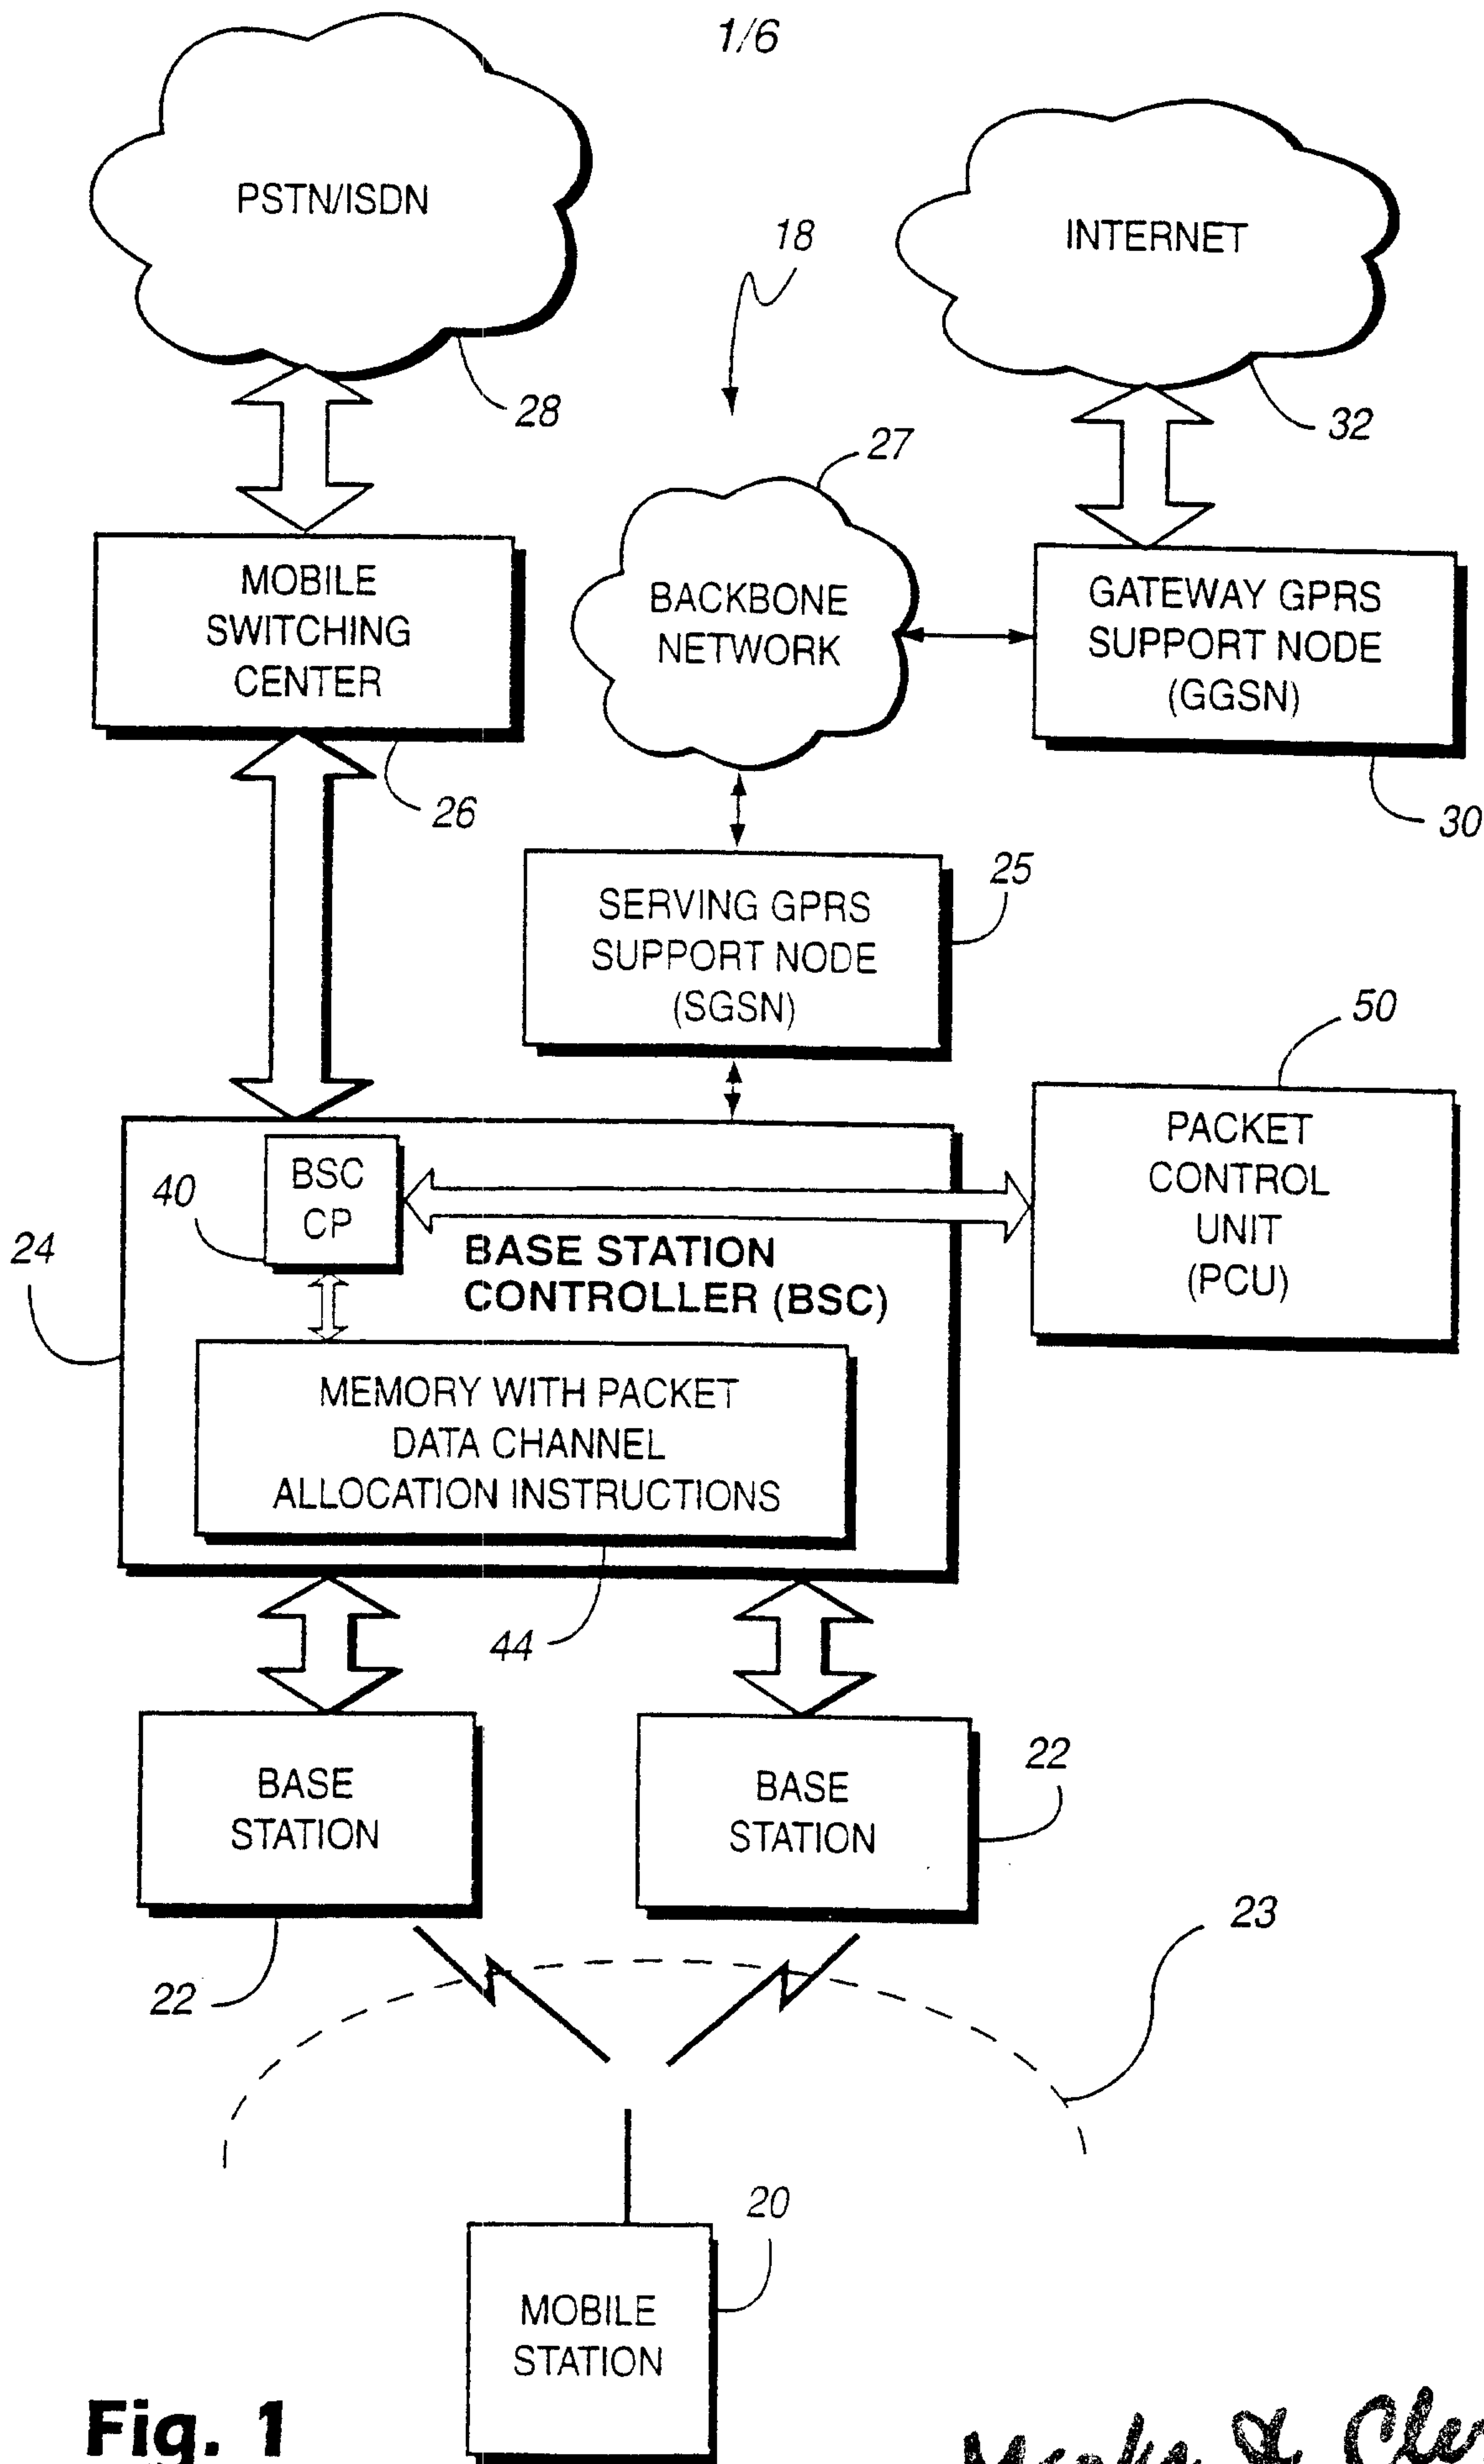 1/6
PSTN/ISDN
INTERNET
18
28
32
27
MOBILE
SWITCHING
CENTER
BACKBONE
NETWORK
GATEWAY GPRS
SUPPORT NODE
(GGSN)
26
30
SERVING GPRS
SUPPORT NODE
(SGSN)
25
50
PACKET
CONTROL
UNIT
(PCU)
BSC
CP
40
24
BASE STATION
CONTROLLER (BSC)
MEMORY WITH PACKET
DATA CHANNEL
ALLOCATION INSTRUCTIONS
44
BASE
STATION
BASE
STATION
22
22
23
20
MOBILE
STATION
Fig. 1